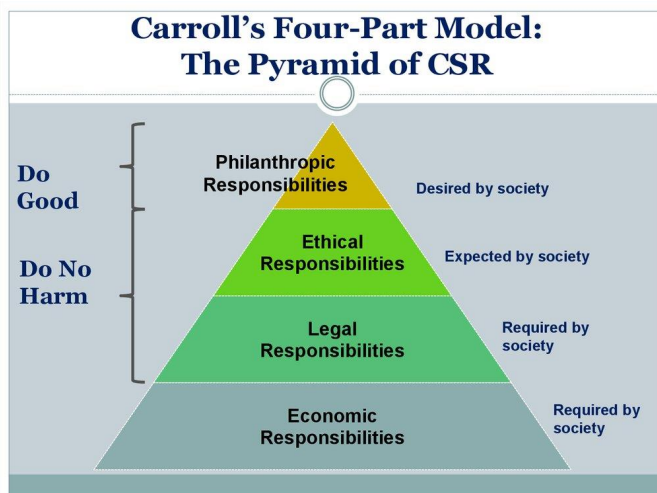 Carroll's Four-Part Model:
The Pyramid of CSR
Do
Good
Philanthropic
Responsibilities
Desired by society
Do No
Harm
Ethical
Responsibilities
Expected by society
Legal
Responsibilities
Required by
society
Economic
Responsibilities
Required by
society